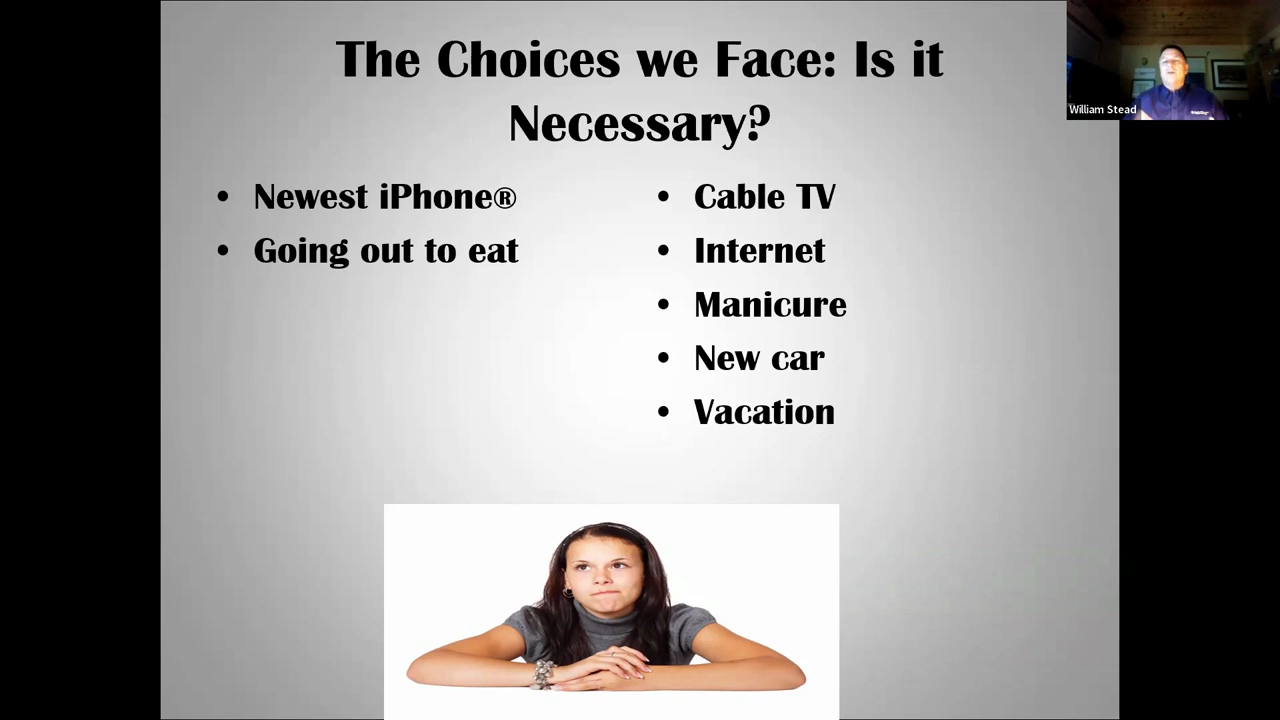 The Choices we Face: Is it
Necessary?
• Newest iPhone®
• Going out to eat
• Cable TV
• Internet
• Manicure
• New car
• Vacation
William Stead